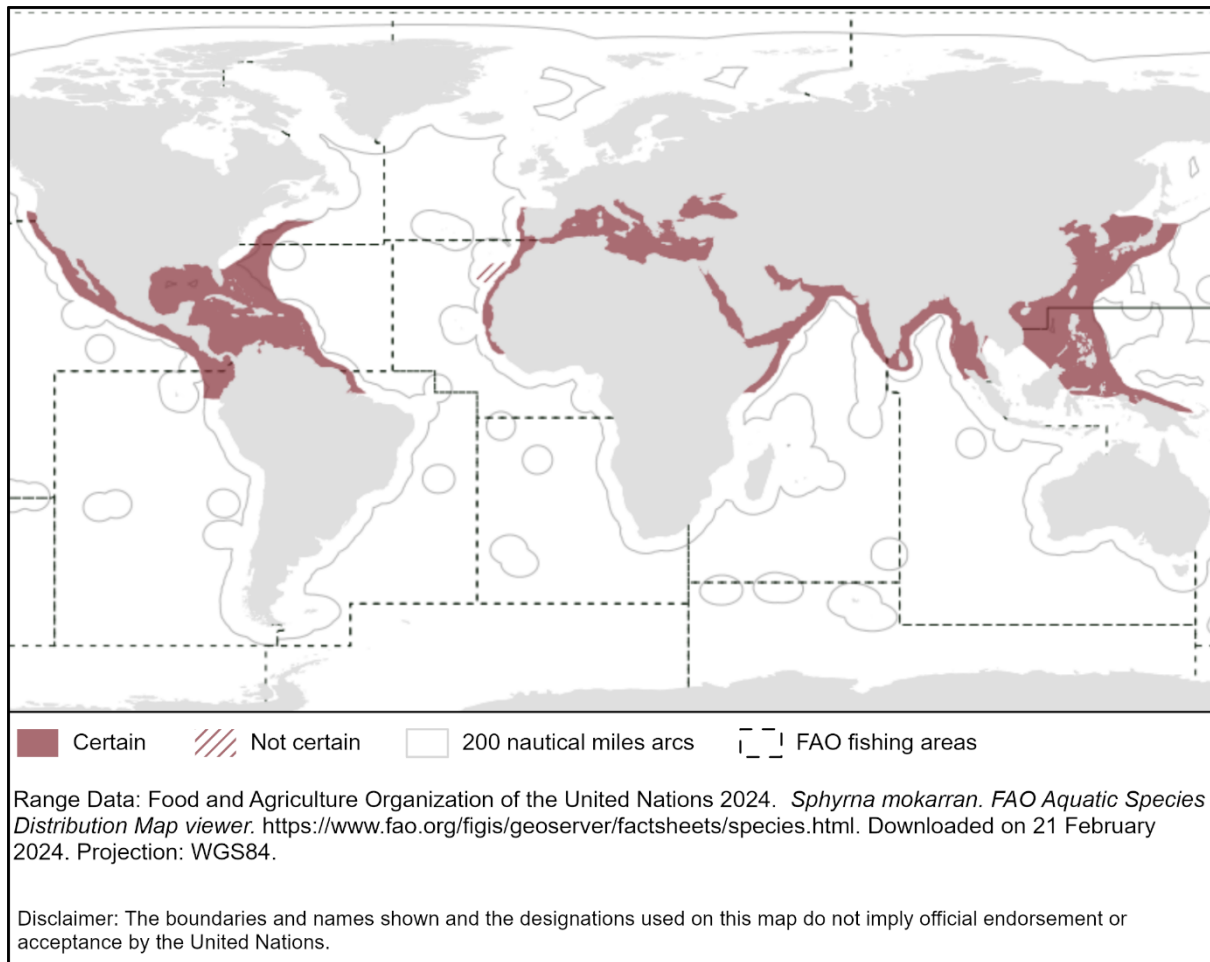 Certain
Not certain
200 nautical miles arcs
FAO fishing areas
Range Data: Food and Agriculture Organization of the United Nations 2024.  Sphyrna mokarran. FAO Aquatic Species
Distribution Map viewer. https://www.fao.org/figis/geoserver/factsheets/species.html. Downloaded on 21 February
2024. Projection: WGS84.
Disclaimer: The boundaries and names shown and the designations used on this map do not imply official endorsement or
acceptance by the United Nations.